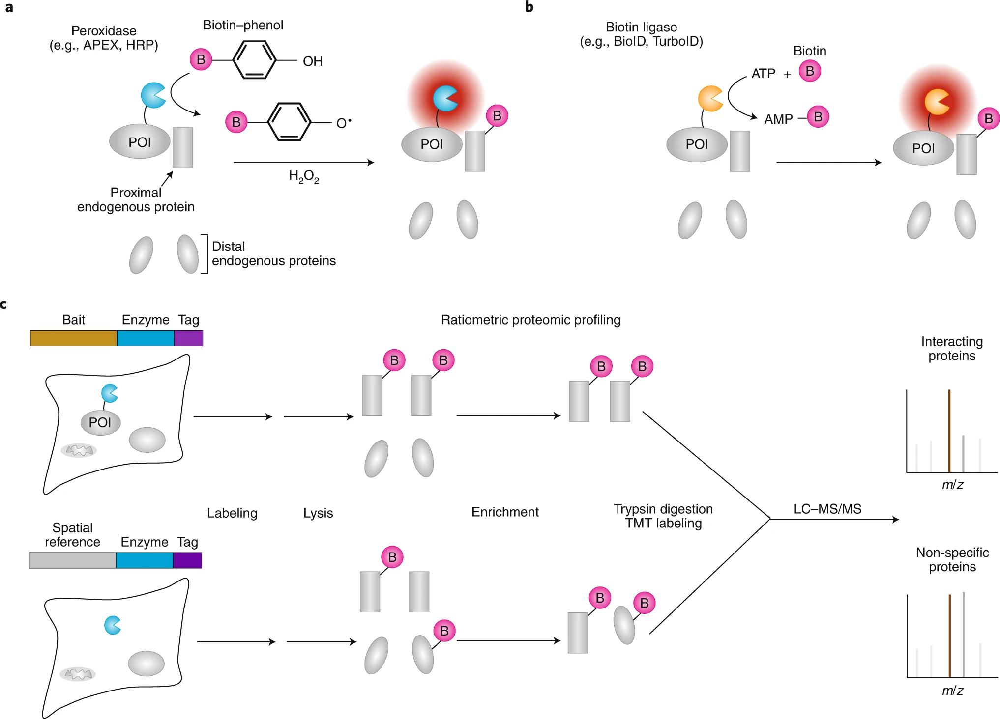 a
Peroxidase
(e.g., APEX, HRP)
Biotin–phenol
B
OH
B
O•
POI
H₂O₂
Proximal
endogenous protein
Distal
endogenous proteins
B
POI
b
Biotin ligase
(e.g., BioID, TurboID)
Biotin
ATP + B
AMP B
POI
B
POI
c
Bait Enzyme Tag
Ratiometric proteomic profiling
POI
B B
B B
Interacting
proteins
m/z
Labeling
Lysis
Enrichment
Trypsin digestion
TMT labeling
LC–MS/MS
Spatial
reference
Enzyme Tag
B
B
B B
Non-specific
proteins
m/z